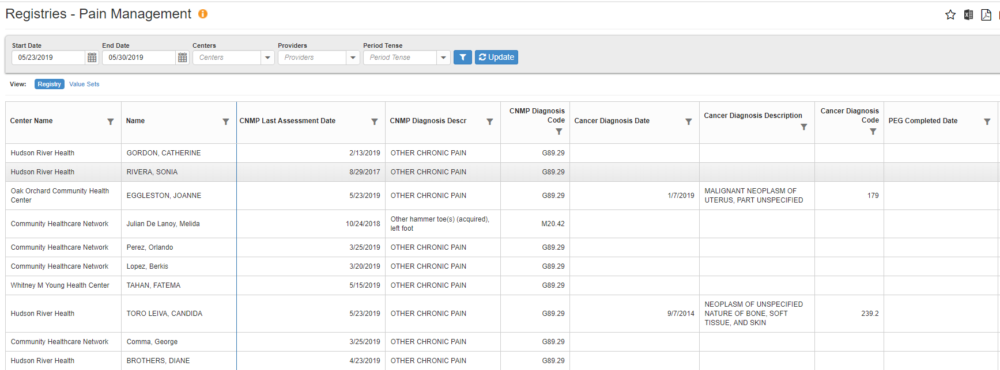 Registries - Pain Management
Start Date End Date Centers Providers Period Tense
05/23/2019 05/30/2019 Centers Providers Period Tense Update
View: Registry Value Sets
Center Name Name CNMP Last Assessment Date CNMP Diagnosis Descr CNMP Diagnosis Code Cancer Diagnosis Date Cancer Diagnosis Description Cancer Diagnosis Code PEG Completed Date
Hudson River Health GORDON, CATHERINE 2/13/2019 OTHER CHRONIC PAIN G89.29
Hudson River Health RIVERA, SONIA 8/29/2017 OTHER CHRONIC PAIN G89.29
Oak Orchard Community Health Center EGGLESTON, JOANNE 5/23/2019 OTHER CHRONIC PAIN G89.29 1/7/2019 MALIGNANT NEOPLASM OF UTERUS, PART UNSPECIFIED 179
Community Healthcare Network Julian De Lanoy, Melida 10/24/2018 Other hammer toe(s) (acquired), left foot M20.42
Community Healthcare Network Perez, Orlando 3/25/2019 OTHER CHRONIC PAIN G89.29
Community Healthcare Network Lopez, Berkis 3/20/2019 OTHER CHRONIC PAIN G89.29
Whitney M Young Health Center TAHAN, FATEMA 5/15/2019 OTHER CHRONIC PAIN G89.29
Hudson River Health TORO LEIVA, CANDIDA 5/23/2019 OTHER CHRONIC PAIN G89.29 9/7/2014 NEOPLASM OF UNSPECIFIED NATURE OF BONE, SOFT TISSUE, AND SKIN 239.2
Community Healthcare Network Comma, George 3/25/2019 OTHER CHRONIC PAIN G89.29
Hudson River Health BROTHERS, DIANE 4/23/2019 OTHER CHRONIC PAIN G89.29